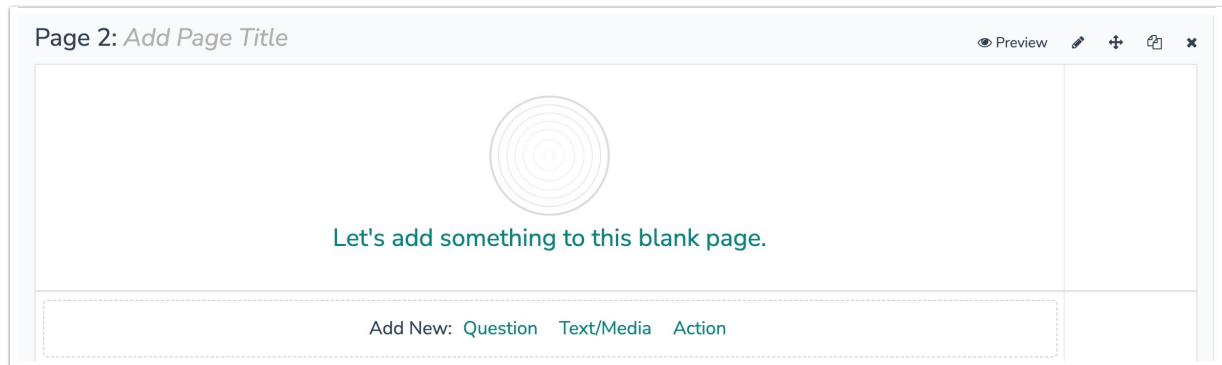 Page 2: Add Page Title
Preview
Let's add something to this blank page.
Add New: Question Text/Media Action